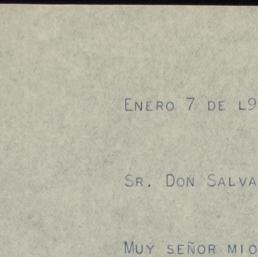 ENERO 7 DE L9
SR. DON SALVA
MUY SEÑOR MIO